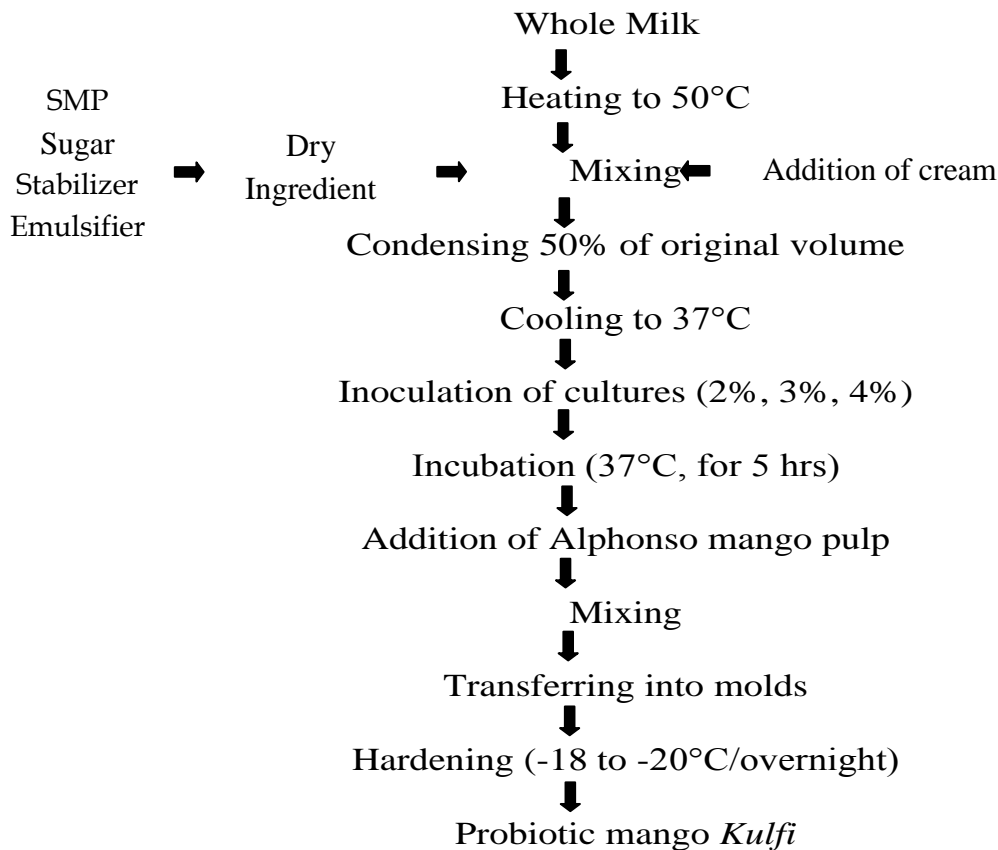 Whole Milk
Heating to 50°C
SMP
Sugar
Stabilizer
Emulsifier
Dry
Ingredient
Mixing
Addition of cream
Condensing 50% of original volume
Cooling to 37°C
Inoculation of cultures (2%, 3%, 4%)
Incubation (37°C, for 5 hrs)
Addition of Alphonso mango pulp
Mixing
Transferring into molds
Hardening (-18 to -20°C/overnight)
Probiotic mango Kulfi